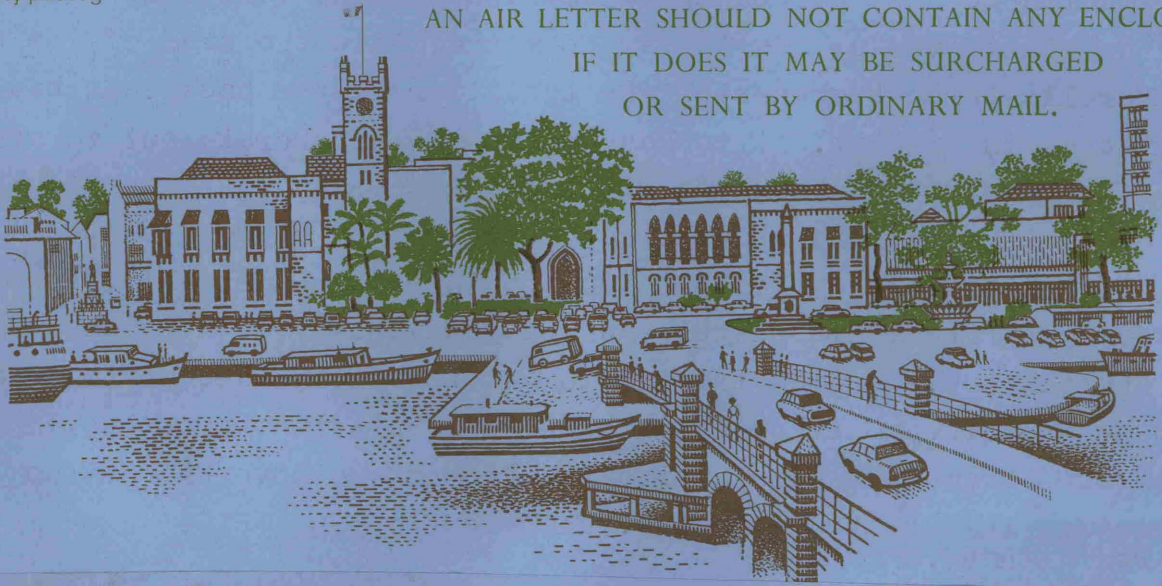 AN AIR LETTER SHOULD NOT CONTAIN ANY ENCLO
IF IT DOES IT MAY BE SURCHARGED
OR SENT BY ORDINARY MAIL.